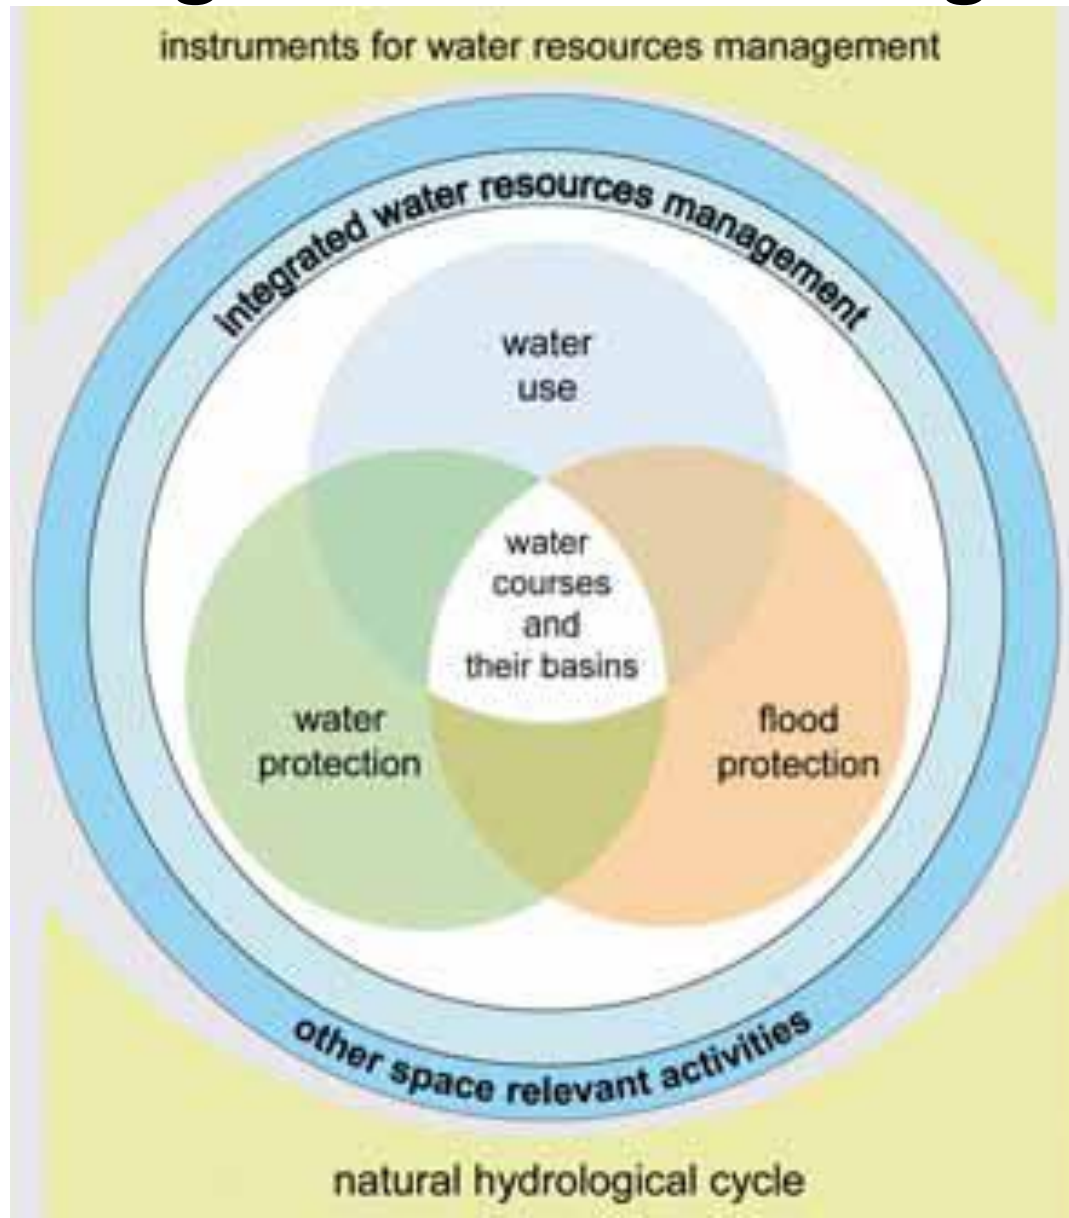 instruments for water resources management
integrated water resources management
water
use
water
courses
and
their basins
water
protection
flood
protection
other space relevant activities
natural hydrological cycle